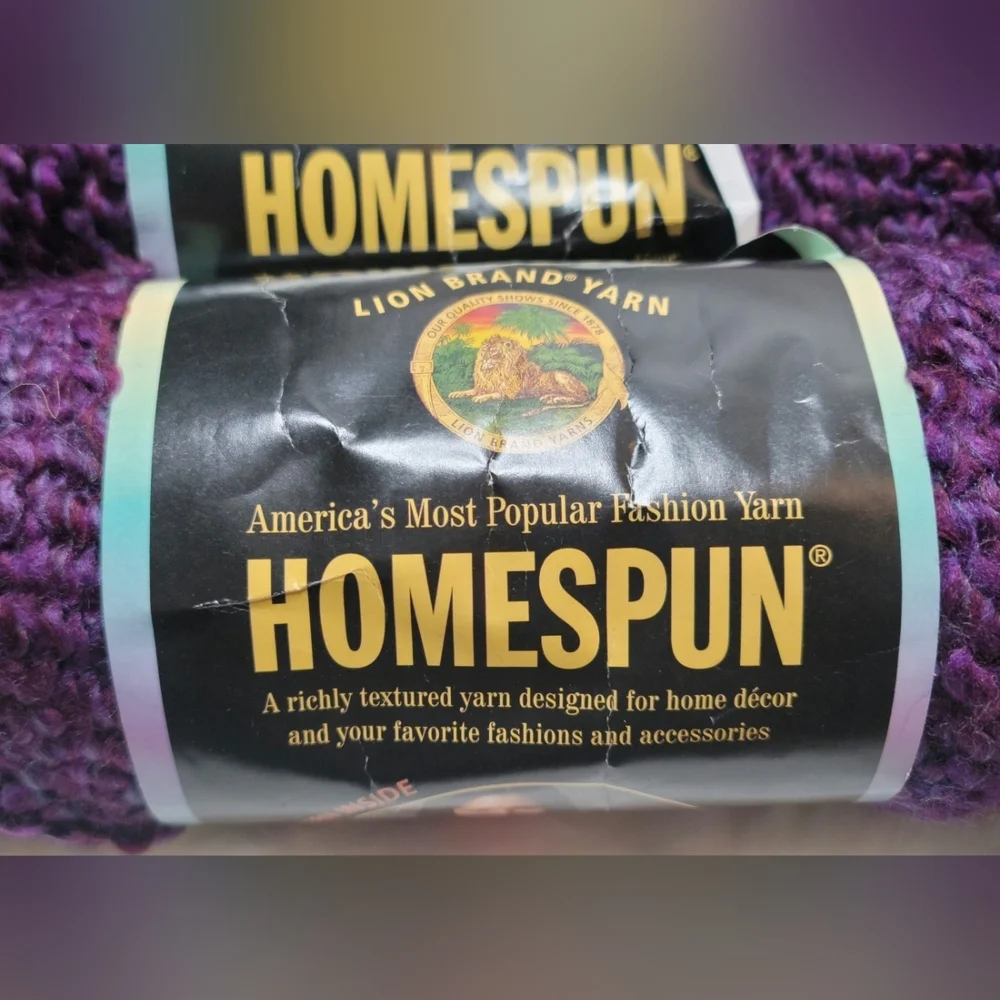 HOMESPUN®
LION BRAND® YARN
OUR QUALITY SHOWS SINCE 1878
LION BRAND YARNS
America's Most Popular Fashion Yarn
HOMESPUN®
A richly textured yarn designed for home décor
and your favorite fashions and accessories
INSIDE